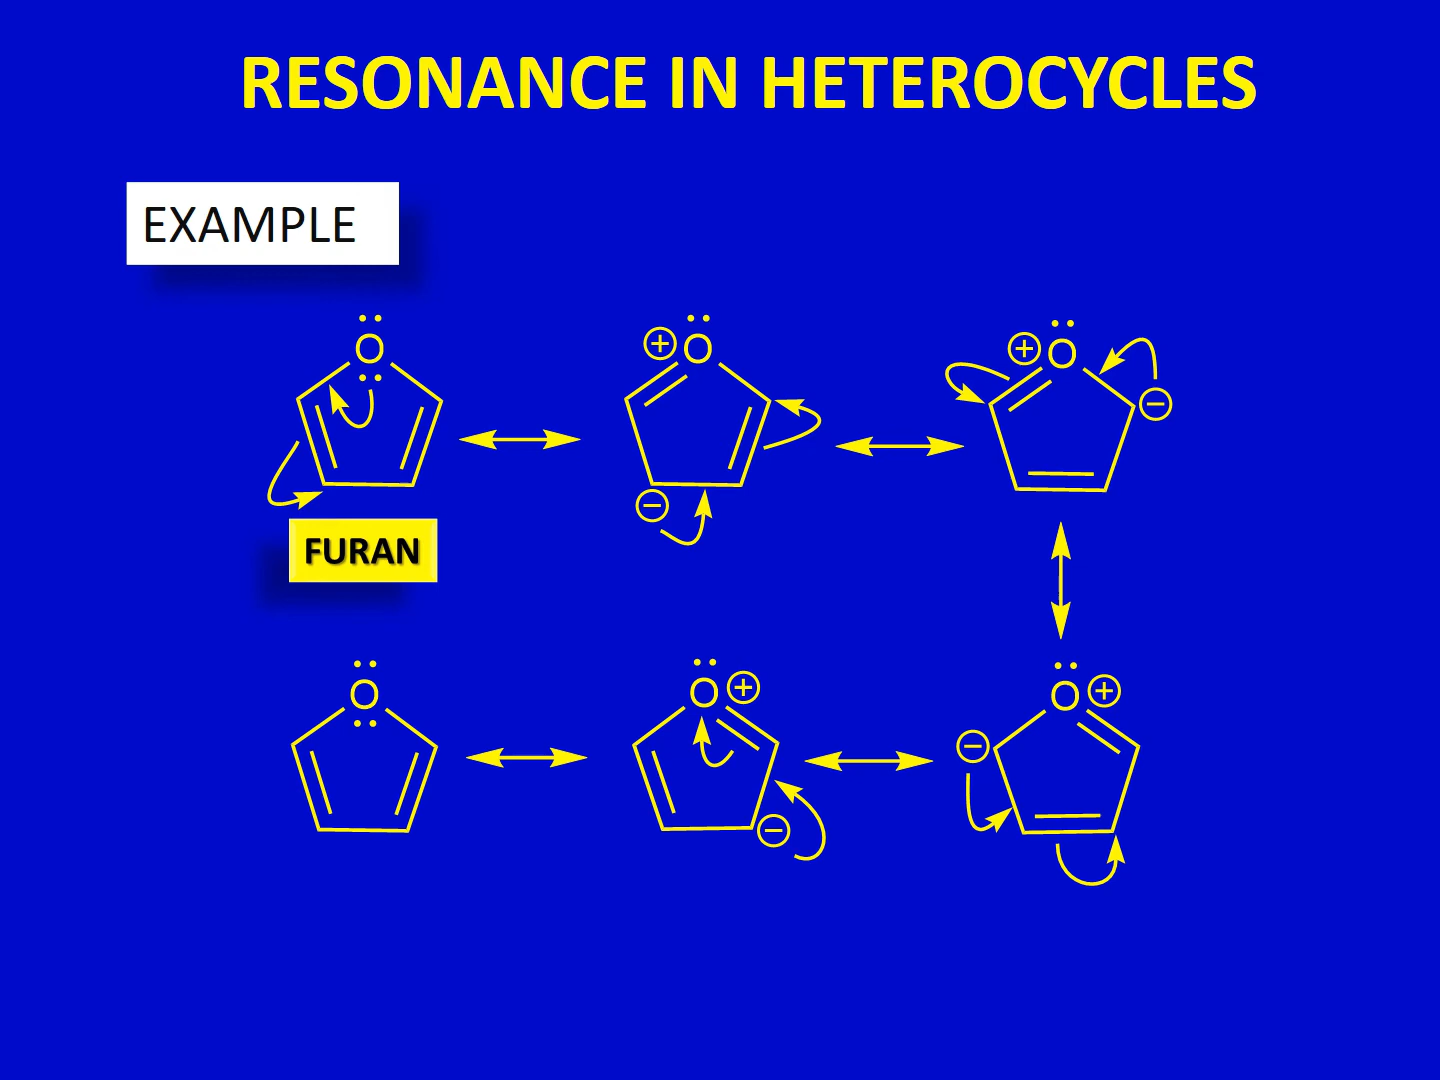 RESONANCE IN HETEROCYCLES
EXAMPLE
O
+ O
+ O
−
−
FURAN
O
O +
O +
−
−